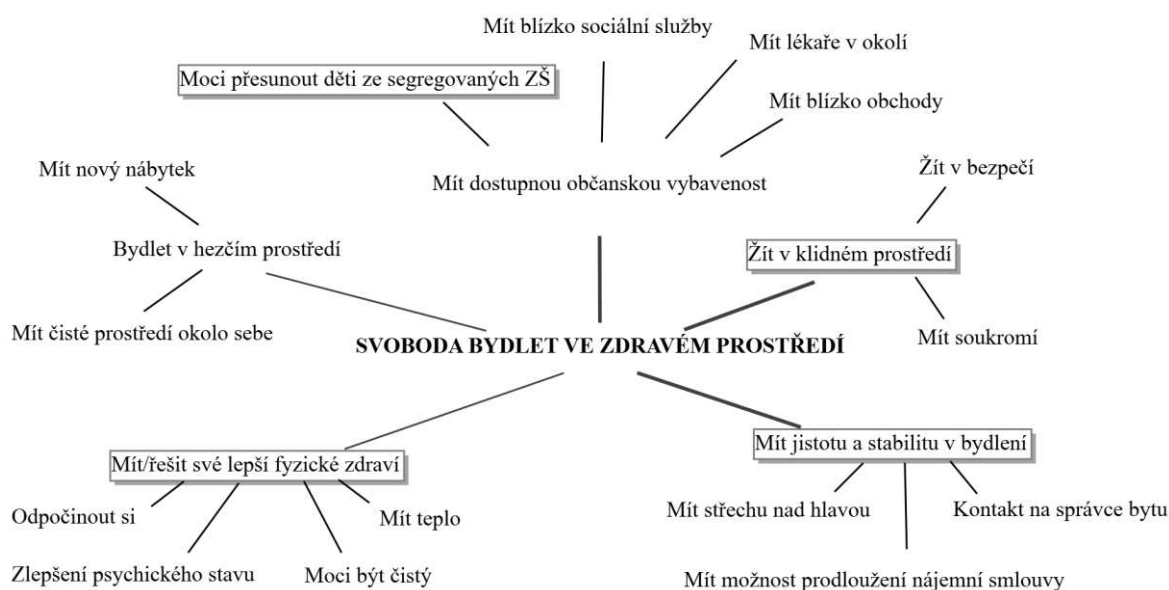 Mít blízko sociální služby
Mít lékaře v okolí
Moci přesunout děti ze segregovaných ZŠ
Mít blízko obchody
Mít nový nábytek
Mít dostupnou občanskou vybavenost
Žít v bezpečí
Bydlet v hezčím prostředí
Žít v klidném prostředí
Mít čisté prostředí okolo sebe
Mít soukromí
SVOBODA BYDLET VE ZDRAVÉM PROSTŘEDÍ
Mít/řešit své lepší fyzické zdraví
Mít jistotu a stabilitu v bydlení
Odpočinout si
Mít teplo
Mít střechu nad hlavou
Kontakt na správce bytu
Zlepšení psychického stavu
Moci být čistý
Mít možnost prodloužení nájemní smlouvy